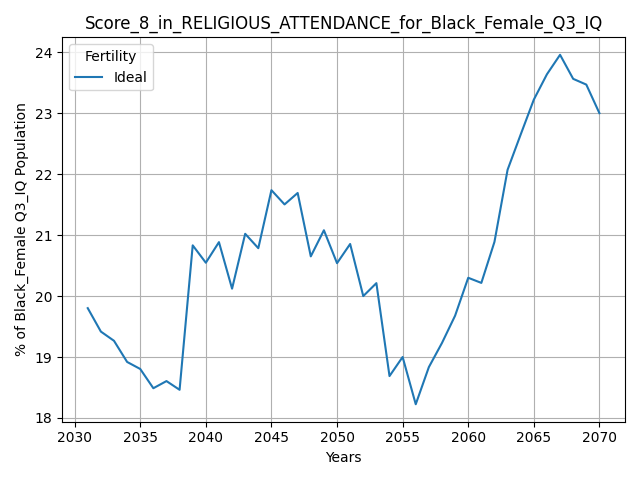 Score_8_in_RELIGIOUS_ATTENDANCE_for_Black_Female_Q3_IQ
Fertility
Ideal
% of Black_Female Q3_IQ Population
24
23
22
21
20
19
18
2030 2035 2040 2045 2050 2055 2060 2065 2070
Years